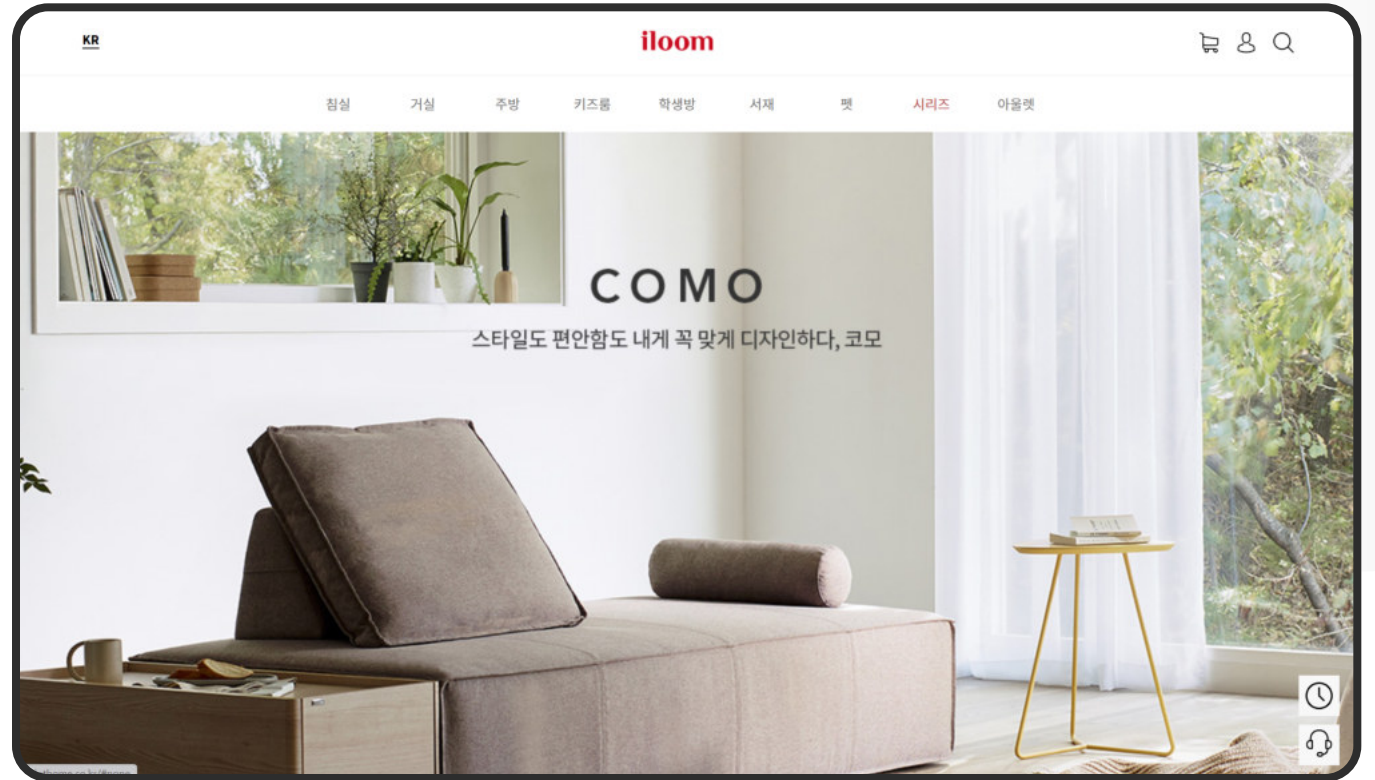 KR
iloom
침실 거실 주방 키즈룸 학생방 서재 펫 시리즈 아울렛
COMO
스타일도 편안함도 내게 꼭 맞게 디자인하다, 코모